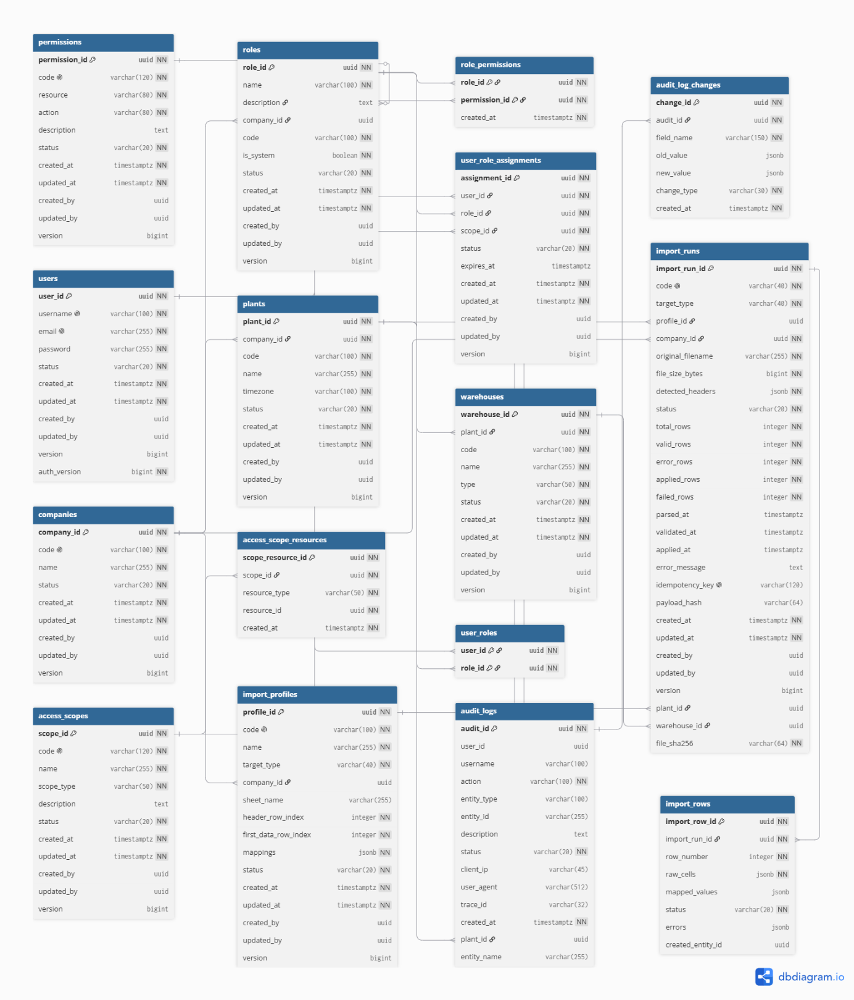 permissions
permission_id uuid NN
code varchar(120) NN
resource varchar(80) NN
action varchar(80) NN
description text
status varchar(20) NN
created_at timestamptz NN
updated_at timestamptz NN
created_by uuid
updated_by uuid
version bigint
users
user_id uid NN
username varchar(100) NN
email varchar(255) NN
password varchar(255) NN
status varchar(20) NN
created_at timestamptz NN
updated_at timestamptz NN
created_by uuid
updated_by uuid
version bigint
auth_version bigint NN
companies
company_id uuid NN
code varchar(100) NN
name varchar(255) NN
status varchar(20) NN
created_at timestamptz NN
updated_at timestamptz NN
created_by uuid
updated_by uuid
version bigint
access_scopes
scope_id uuid NN
code varchar(120) NN
name varchar(255) NN
scope_type varchar(50) NN
description text
status varchar(20) NN
created_at timestamptz NN
updated_at timestamptz NN
created_by uuid
updated_by uuid
version bigint
roles
role_id uuid NN
name varchar(100) NN
description text
company_id uuid
code varchar(100) NN
is_system boolean NN
status varchar(20) NN
created_at timestamptz NN
updated_at timestamptz NN
created_by uuid
updated_by uuid
version bigint
plants
plant_id uuid NN
company_id uuid NN
code varchar(100) NN
name varchar(255) NN
timezone varchar(100) NN
status varchar(20) NN
created_at timestamptz NN
updated_at timestamptz NN
created_by uuid
updated_by uuid
version bigint
access_scope_resources
scope_resource_id uuid NN
scope_id uuid NN
resource_type varchar(50) NN
resource_id uuid NN
created_at timestamptz NN
import_profiles
profile_id uuid NN
code varchar(100) NN
name varchar(255) NN
target_type varchar(40) NN
company_id uuid
sheet_name varchar(255)
header_row_index integer NN
first_data_row_index integer NN
mappings jsonb NN
status varchar(20) NN
created_at timestamptz NN
updated_at timestamptz NN
created_by uuid
updated_by uuid
version bigint
role_permissions
role_id uuid NN
permission_id uuid NN
created_at timestamptz NN
user_role_assignments
assignment_id uuid NN
user_id uuid NN
role_id uuid NN
scope_id uuid NN
status varchar(20) NN
expires_at timestamptz
created_at timestamptz NN
updated_at timestamptz NN
created_by uuid
updated_by uuid
version bigint
warehouses
warehouse_id uuid NN
plant_id uuid NN
code varchar(100) NN
name varchar(255) NN
type varchar(50) NN
status varchar(20) NN
created_at timestamptz NN
updated_at timestamptz NN
created_by uuid
updated_by uuid
version bigint
user_roles
user_id uuid NN
role_id uuid NN
audit_logs
audit_id uuid NN
user_id uuid
username varchar(100)
action varchar(100) NN
entity_type varchar(100)
entity_id varchar(255)
description text
status varchar(20) NN
client_ip varchar(45)
user_agent varchar(512)
trace_id varchar(32)
created_at timestamptz NN
plant_id uuid
entity_name varchar(255)
audit_log_changes
change_id uuid NN
audit_id uuid NN
field_name varchar(150) NN
old_value jsonb
new_value jsonb
change_type varchar(30) NN
created_at timestamptz NN
import_runs
import_run_id uuid NN
code varchar(40) NN
target_type varchar(40) NN
profile_id uuid
company_id uuid NN
original_filename varchar(255) NN
file_size_bytes bigint NN
detected_headers jsonb NN
status varchar(20) NN
total_rows integer NN
valid_rows integer NN
error_rows integer NN
applied_rows integer NN
failed_rows integer NN
parsed_at timestamptz
validated_at timestamptz
applied_at timestamptz
error_message text
idempotency_key varchar(120)
payload_hash varchar(64)
created_at timestamptz NN
updated_at timestamptz NN
created_by uuid
updated_by uuid
version bigint
plant_id uuid
warehouse_id uuid
file_sha256 varchar(64) NN
import_rows
import_row_id uuid NN
import_run_id uuid NN
row_number integer NN
raw_cells jsonb NN
mapped_values jsonb
status varchar(20) NN
errors jsonb
created_entity_id uuid
dbdiagram.io